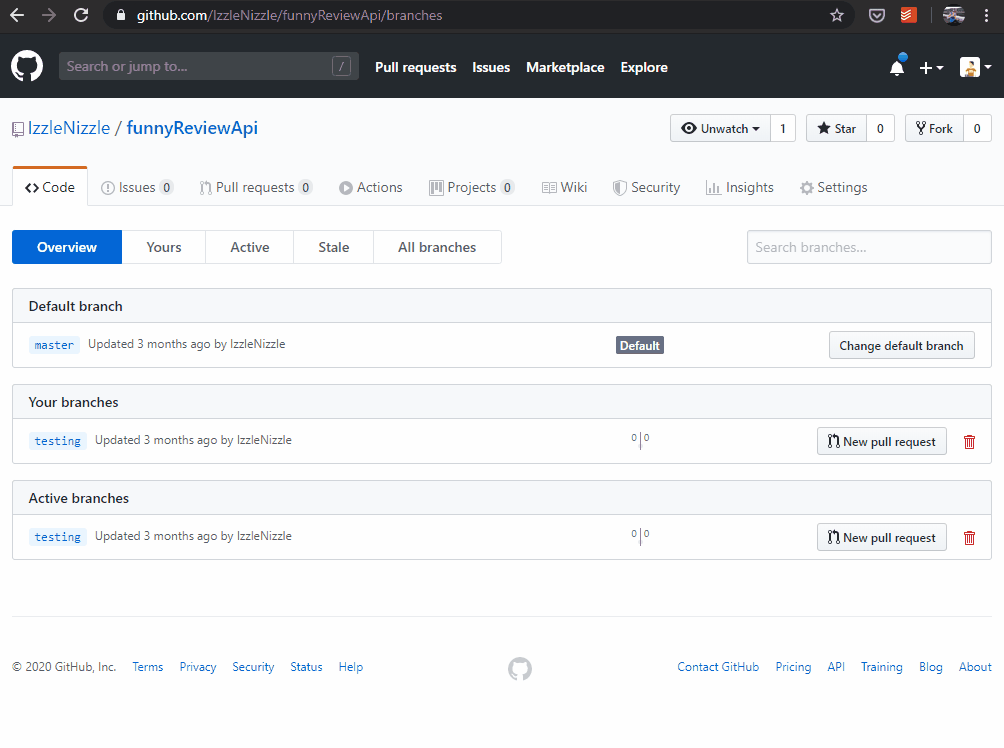 github.com/IzzleNizzle/funnyReviewApi/branches
Search or jump to... / Pull requests Issues Marketplace Explore
IzzleNizzle / funnyReviewApi Unwatch 1 Star 0 Fork 0
Code Issues 0 Pull requests 0 Actions Projects 0 Wiki Security Insights Settings
Overview Yours Active Stale All branches Search branches...
Default branch
master Updated 3 months ago by IzzleNizzle Default Change default branch
Your branches
testing Updated 3 months ago by IzzleNizzle 0|0 New pull request
Active branches
testing Updated 3 months ago by IzzleNizzle 0|0 New pull request
© 2020 GitHub, Inc. Terms Privacy Security Status Help Contact GitHub Pricing API Training Blog About